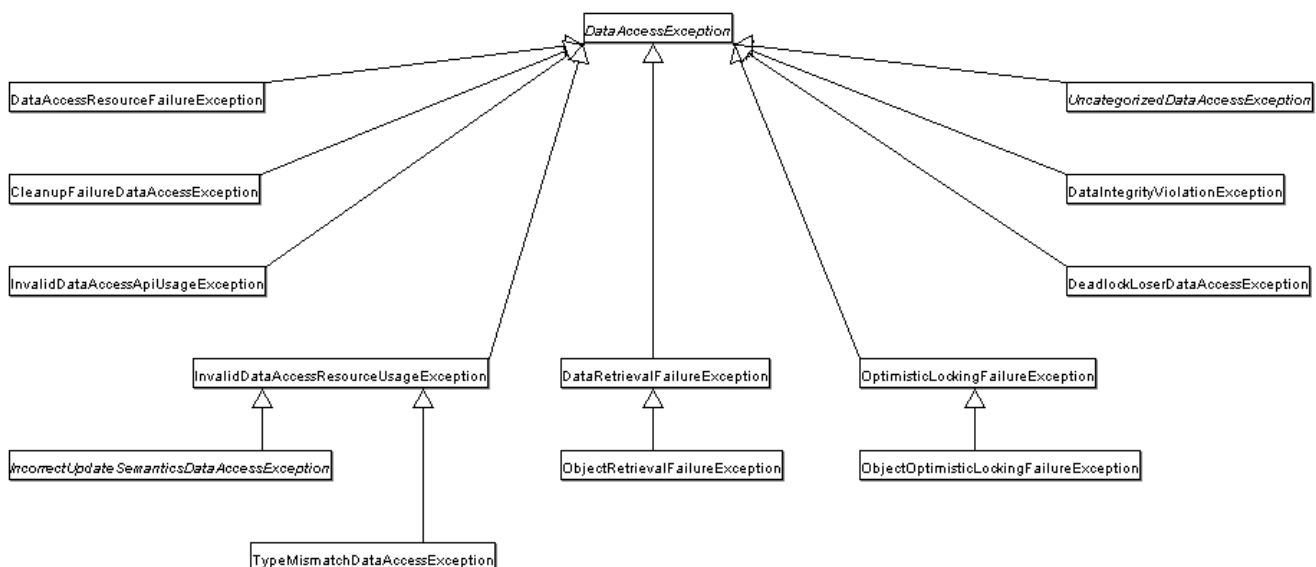 DataAccessException
DataAccessResourceFailureException
UncategorizedDataAccessException
CleanupFailureDataAccessException
DataIntegrityViolationException
InvalidDataAccessApiUsageException
DeadlockLoserDataAccessException
InvalidDataAccessResourceUsageException
DataRetrievalFailureException
OptimisticLockingFailureException
IncorrectUpdateSemanticsDataAccessException
ObjectRetrievalFailureException
ObjectOptimisticLockingFailureException
TypeMismatchDataAccessException